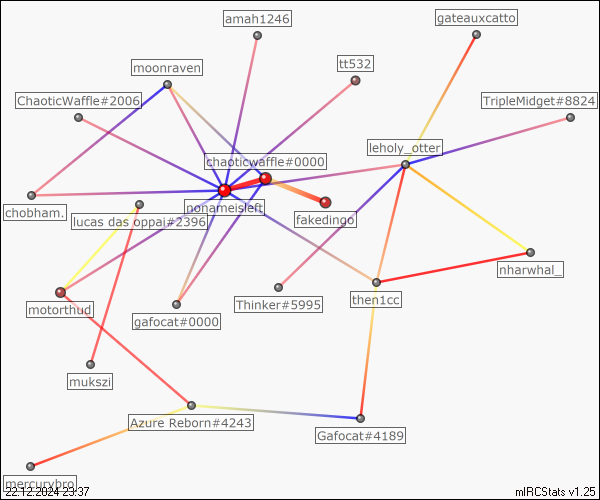 amah1246
gateauxcatto
moonraven
tt532
ChaoticWaffle#2006
TripleMidget#8824
leholy_otter
chaoticwaffle#0000
chobham.
nonameisleft
lucas das oppai#2396
fakedingo
nharwhal_
motorthud
gafocat#0000
Thinker#5995
then1cc
mukszi
Azure Reborn#4243
Gafocat#4189
mercurybro_
22.12.2024 23:37
mIRCStats v1.25